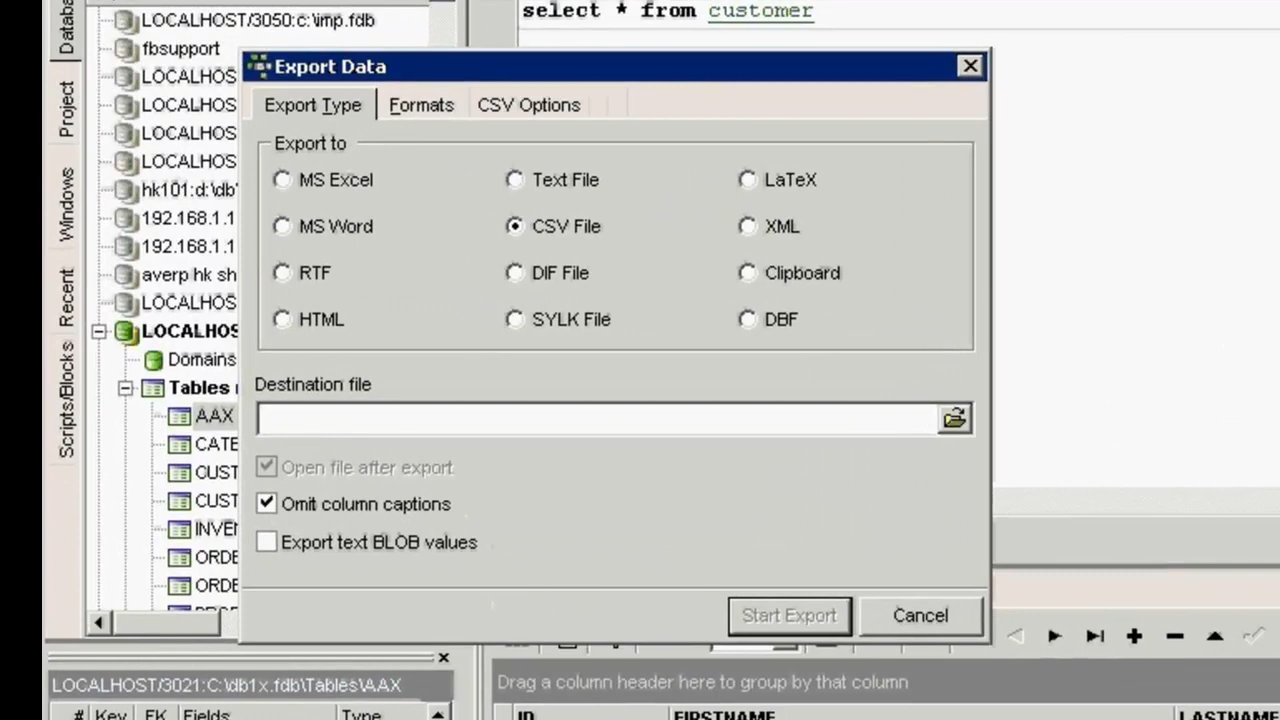 select * from customer
Databa
Project
Windows
Recent
Scripts/Blocks
LOCALHOST/3050:c:\imp.fdb
fbsupport
LOCALHOS
LOCALHOS
LOCALHOS
LOCALHOS
hk101:d:\db'
192.168.1.1
192.168.1.1
averp hk sh
LOCALHOS
LOCALHOS
Domains
Tables
AAX
CATE
CUST
CUST
INVEN
ORDE
ORDE
Export Data
Export Type Formats CSV Options
Export to
MS Excel Text File LaTeX
MS Word CSV File XML
RTF DIF File Clipboard
HTML SYLK File DBF
Destination file
Open file after export
Omit column captions
Export text BLOB values
Start Export Cancel
LOCALHOST/3021:C:\db1x.fdb\Tables\AAX
# Key FK Fields Type
Drag a column header here to group by that column
ID FIRSTNAME LASTNAME